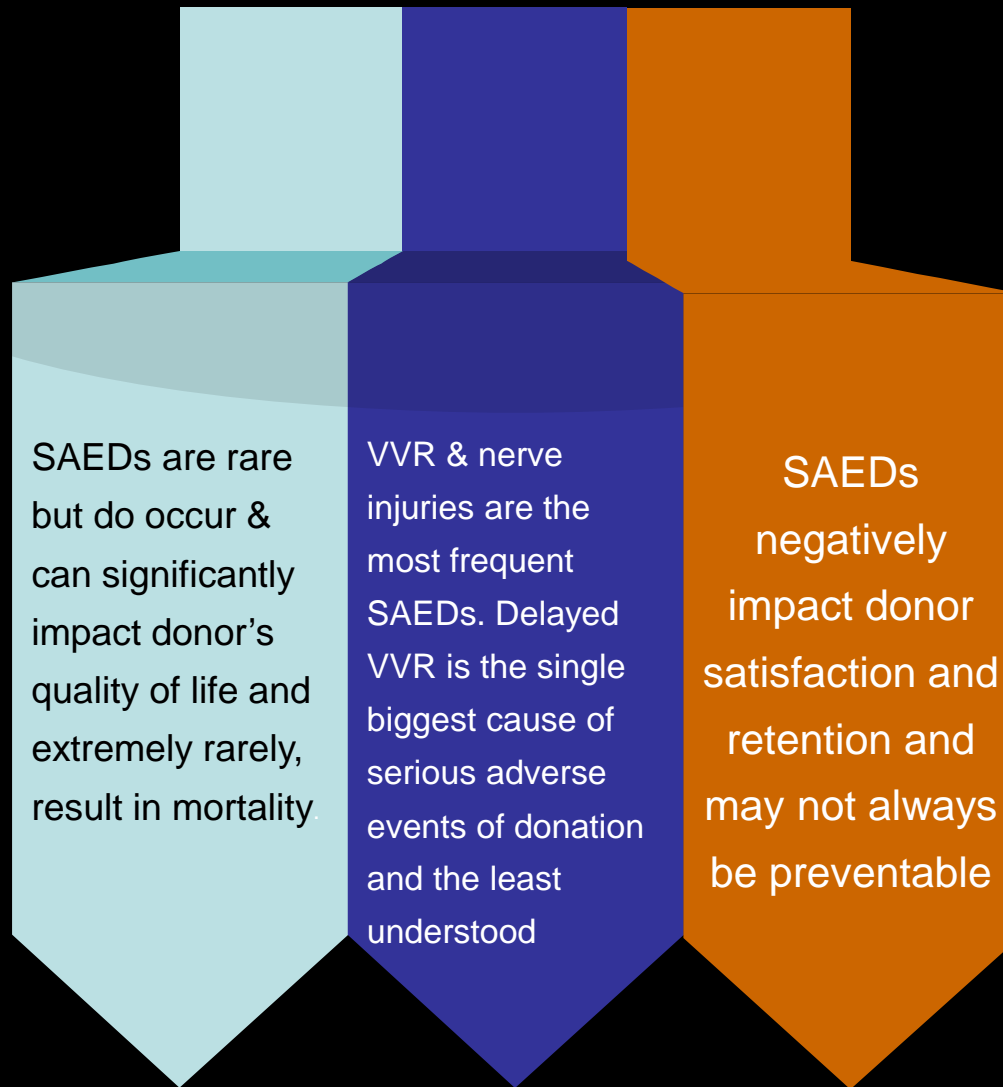 SAEDs are rare
but do occur &
can significantly
impact donor’s
quality of life and
extremely rarely,
result in mortality.
VVR & nerve
injuries are the
most frequent
SAEDs. Delayed
VVR is the single
biggest cause of
serious adverse
events of donation
and the least
understood
SAEDs
negatively
impact donor
satisfaction and
retention and
may not always
be preventable